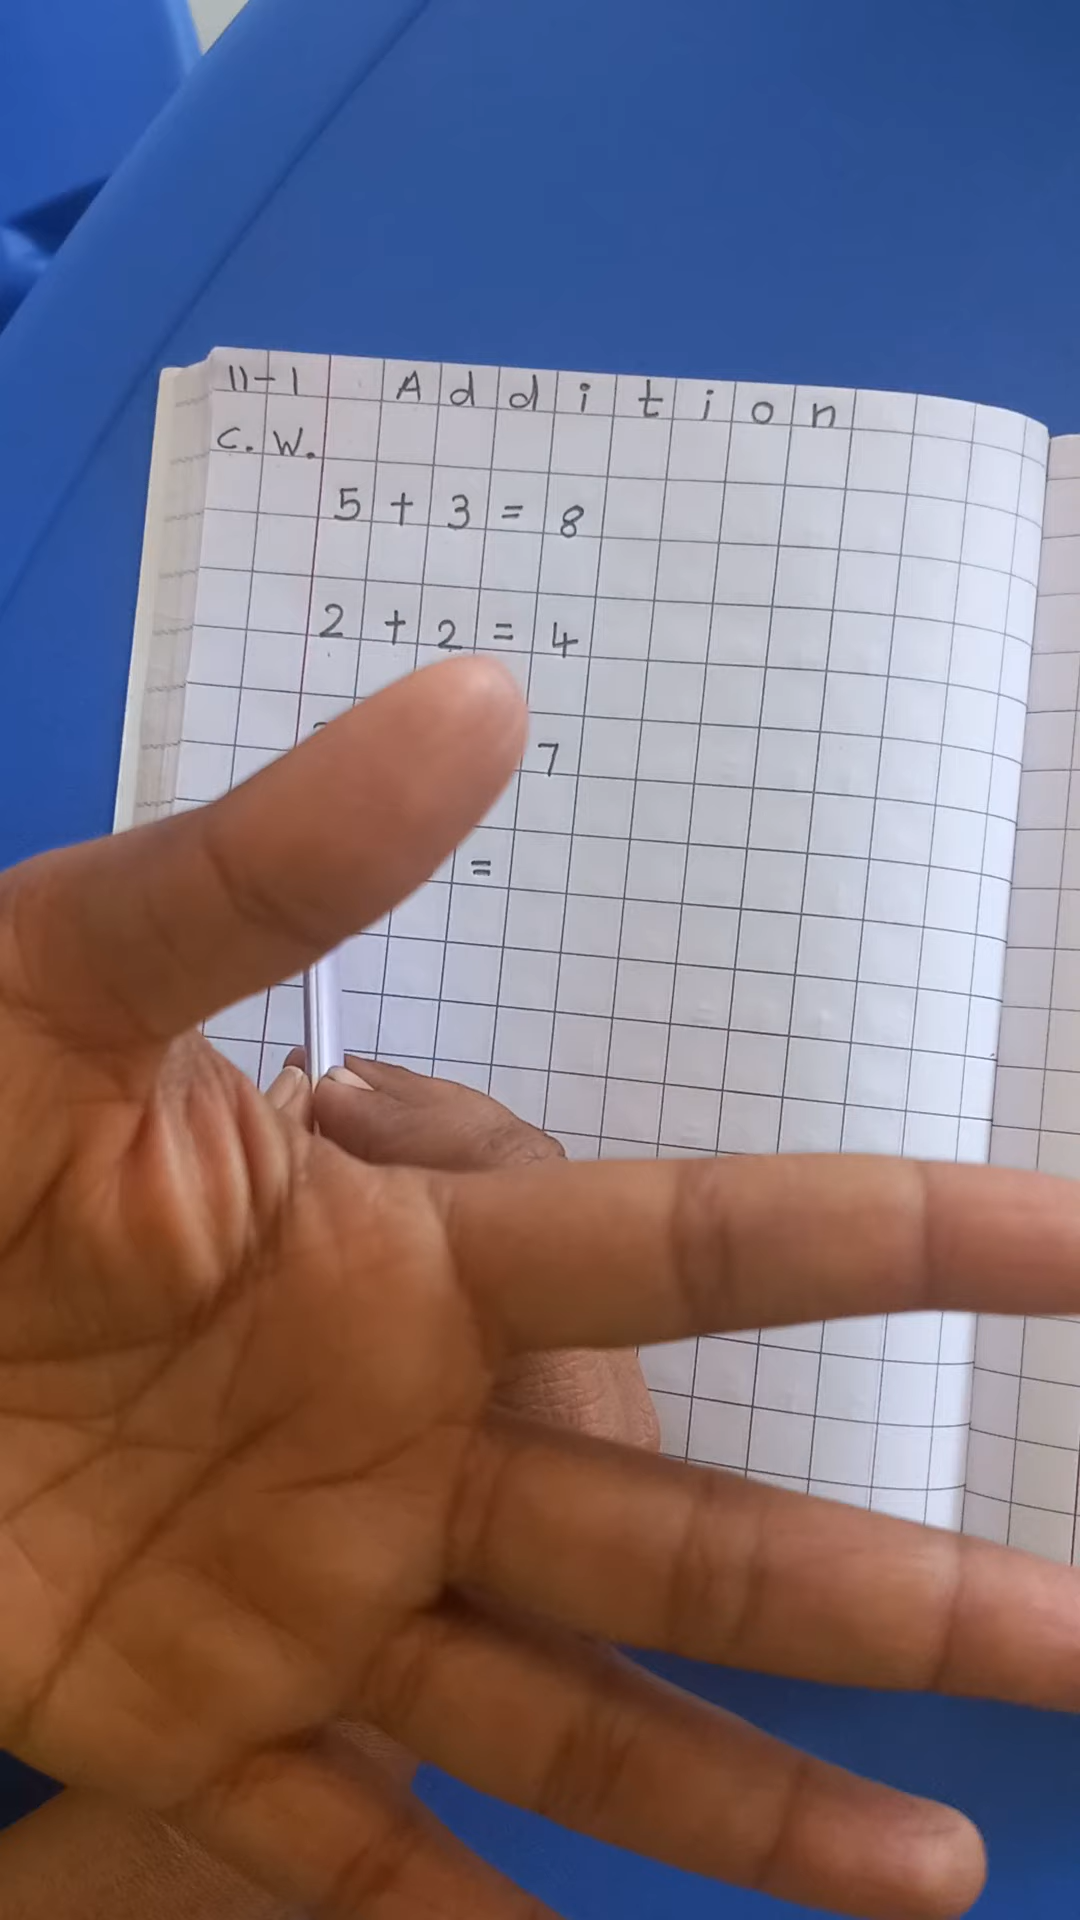 11-1 Addition
C.W.
5 + 3 = 8
2 + 2 = 4
7
=